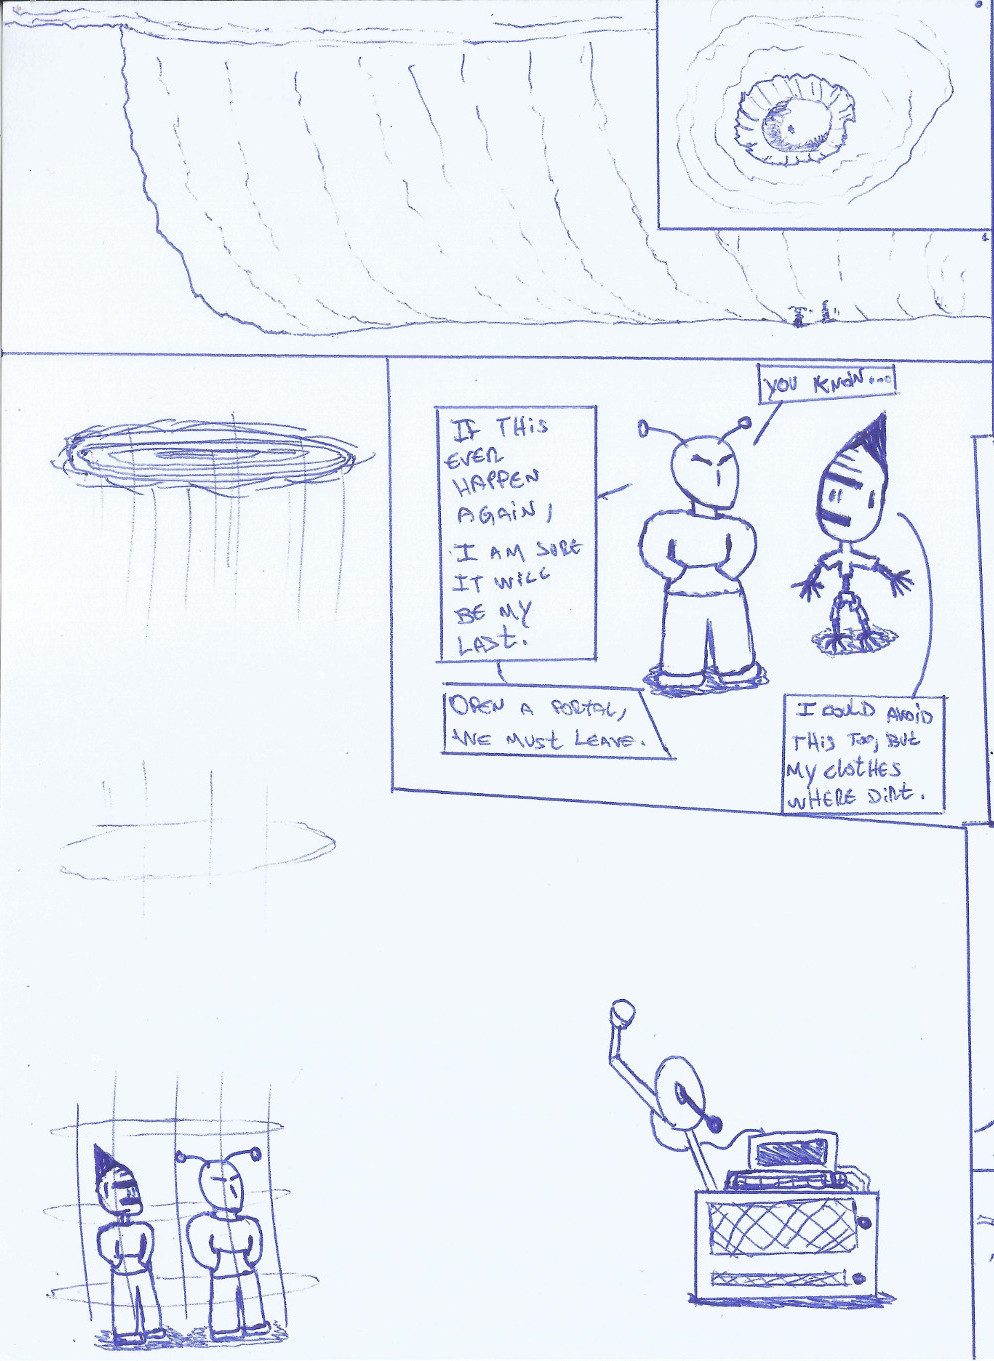 YOU KNOW...
IF THIS
EVER
HAPPEN
AGAIN,
I AM SURE
IT WILL
BE MY
LAST.
OPEN A PORTAL,
WE MUST LEAVE.
I COULD AVOID
THIS TOO, BUT
MY CLOTHES
WHERE DIRT.